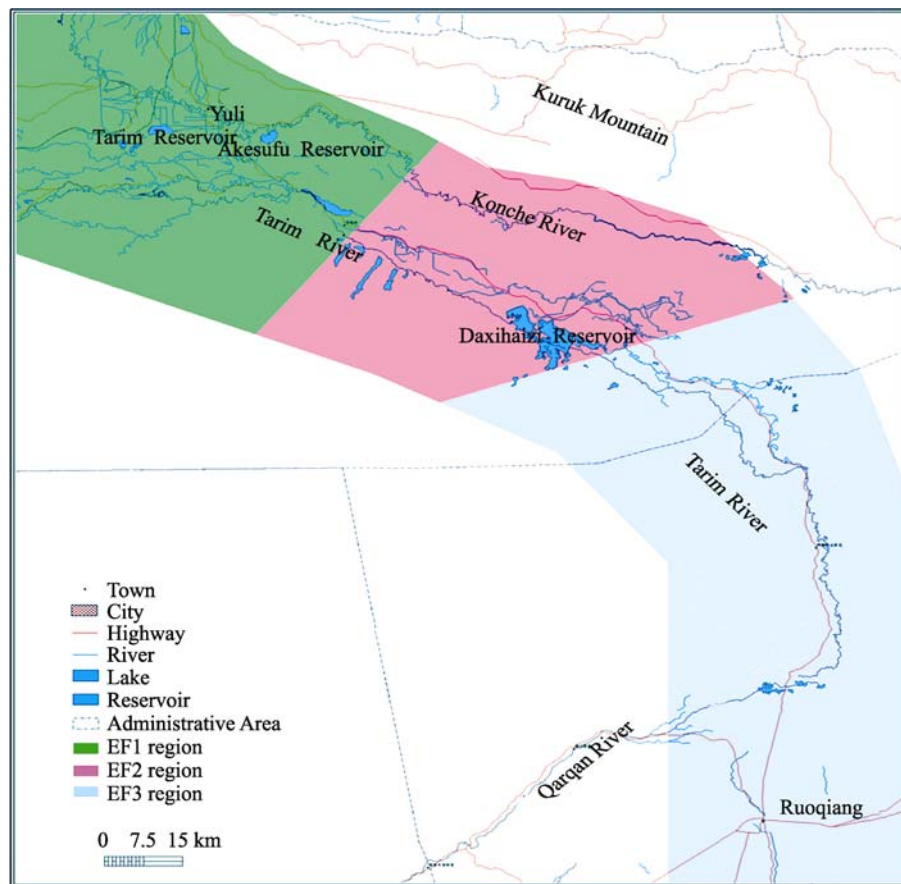 Kuruk Mountain
Yuli
Tarim Reservoir
Akesufu Reservoir
Konche River
Tarim River
Daxihaizi Reservoir
Tarim River
Town
City
Highway
River
Lake
Reservoir
Administrative Area
EF1 region
EF2 region
EF3 region
Qarqan River
Ruoqiang
0 7.5 15 km